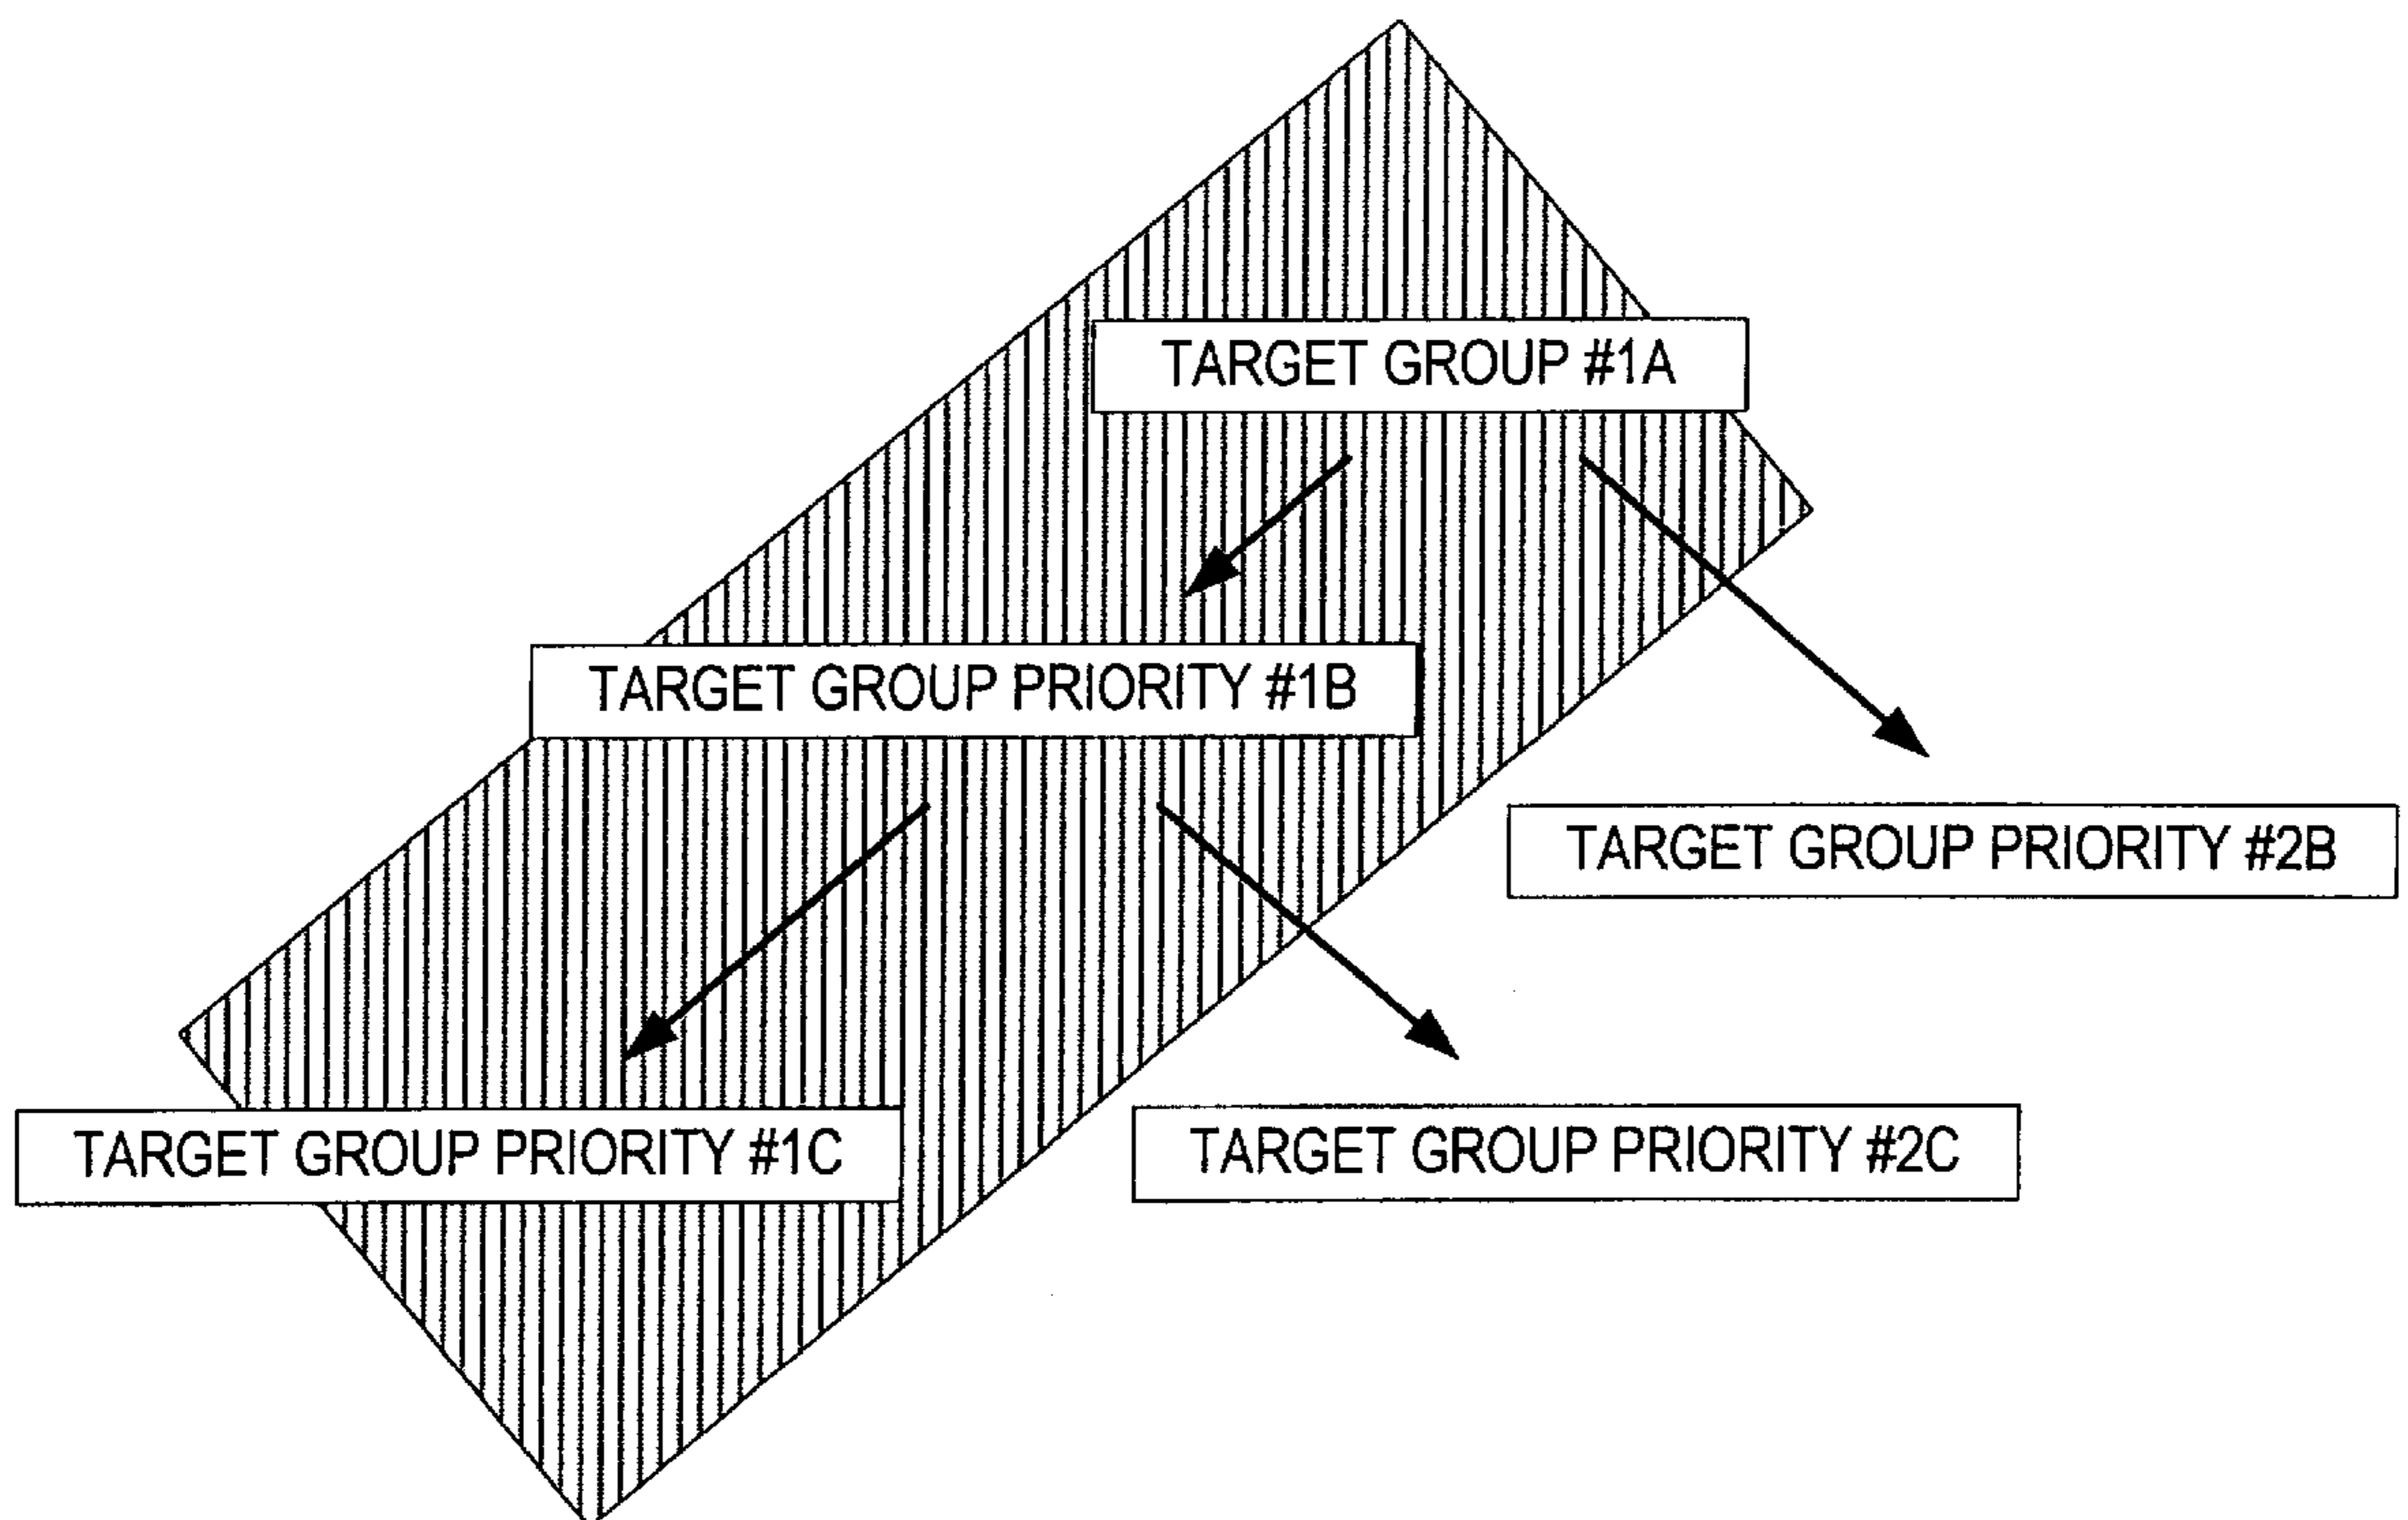 TARGET GROUP #1A
TARGET GROUP PRIORITY #1B
TARGET GROUP PRIORITY #2B
TARGET GROUP PRIORITY #1C
TARGET GROUP PRIORITY #2C